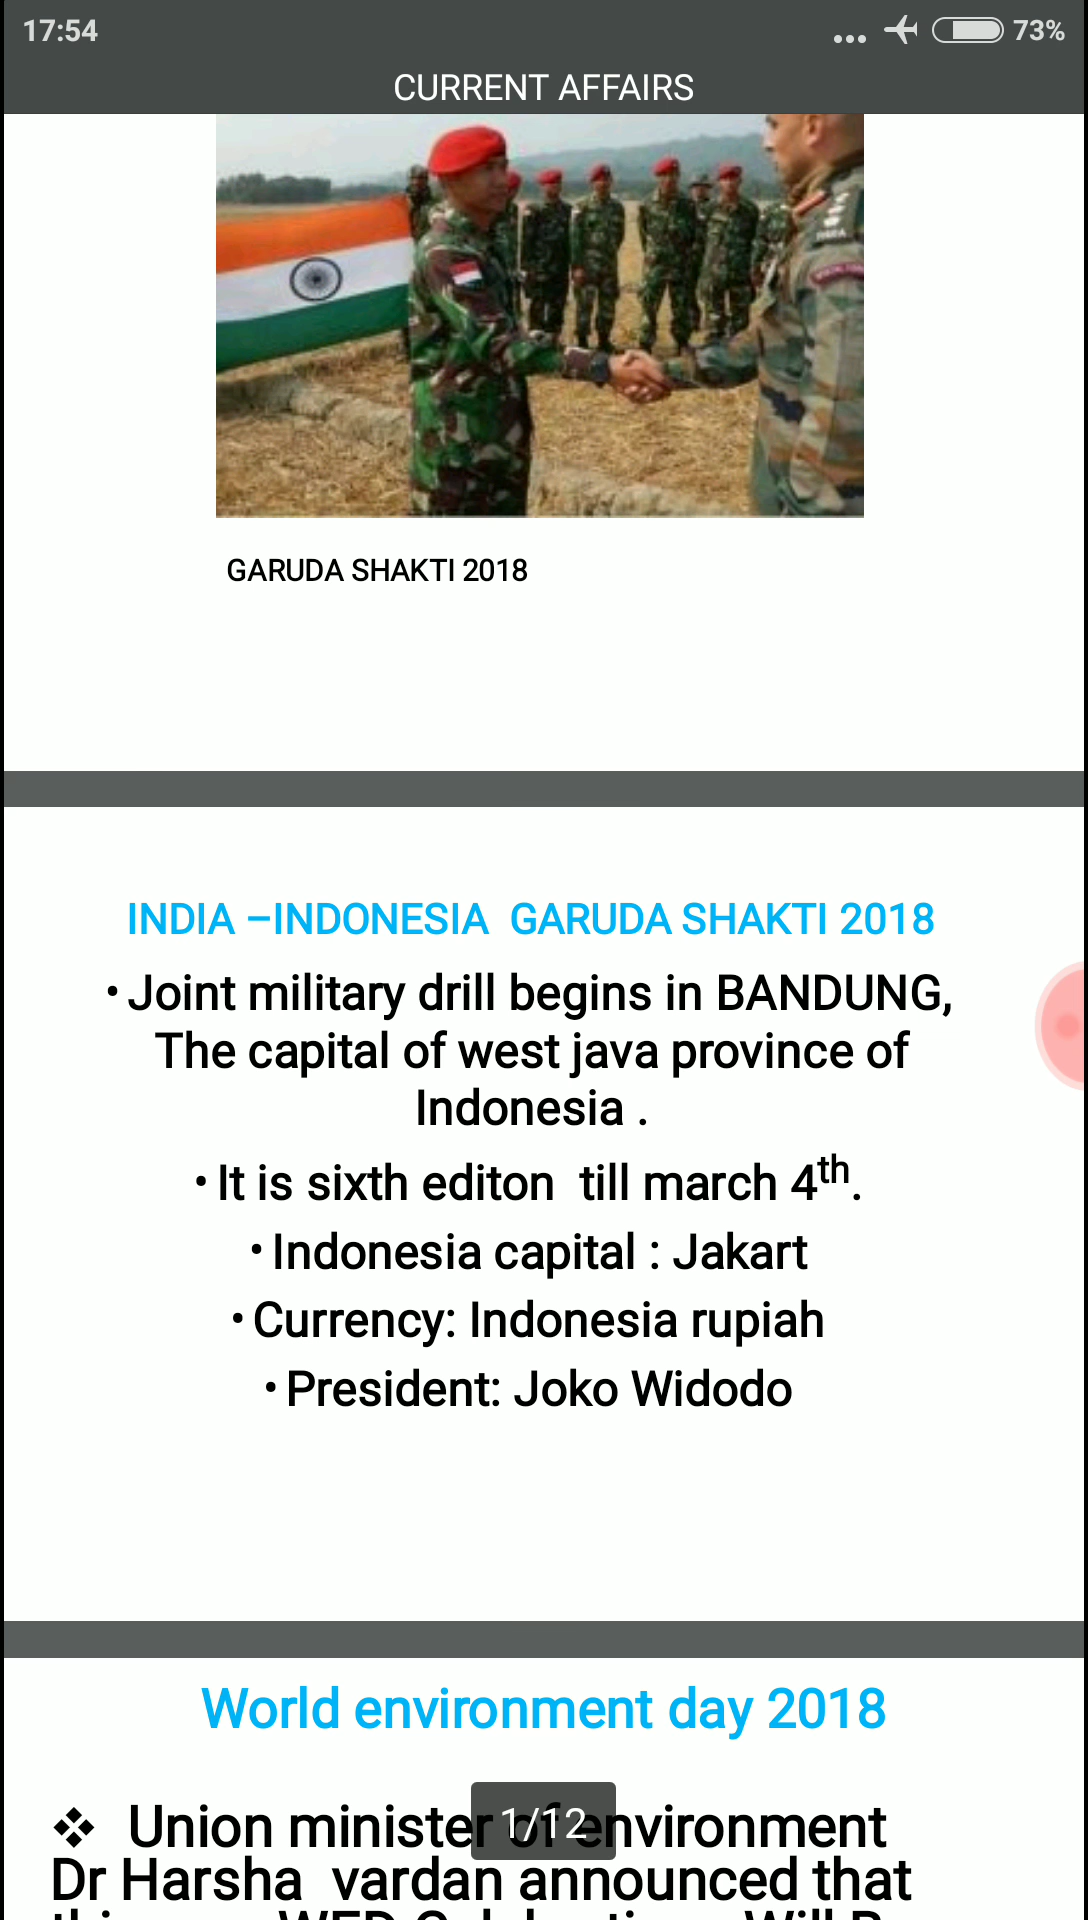 17:54
73%
CURRENT AFFAIRS
GARUDA SHAKTI 2018
INDIA –INDONESIA GARUDA SHAKTI 2018
• Joint military drill begins in BANDUNG,
The capital of west java province of
Indonesia .
• It is sixth editon till march 4th.
• Indonesia capital : Jakart
• Currency: Indonesia rupiah
• President: Joko Widodo
World environment day 2018
❖ Union minister of environment
1/12
Dr Harsha vardan announced that